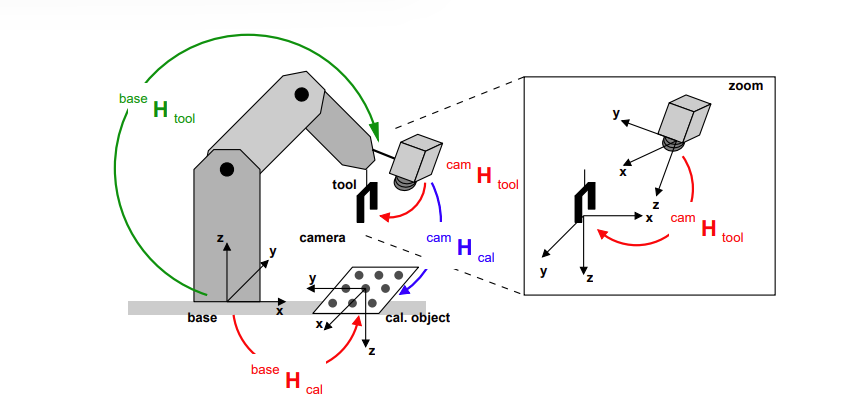 zoom
base H tool
y
x
z
tool
cam H tool
x
cam H tool
y
z
camera
cam H cal
z
y
y
x
base
x
cal. object
z
base H cal